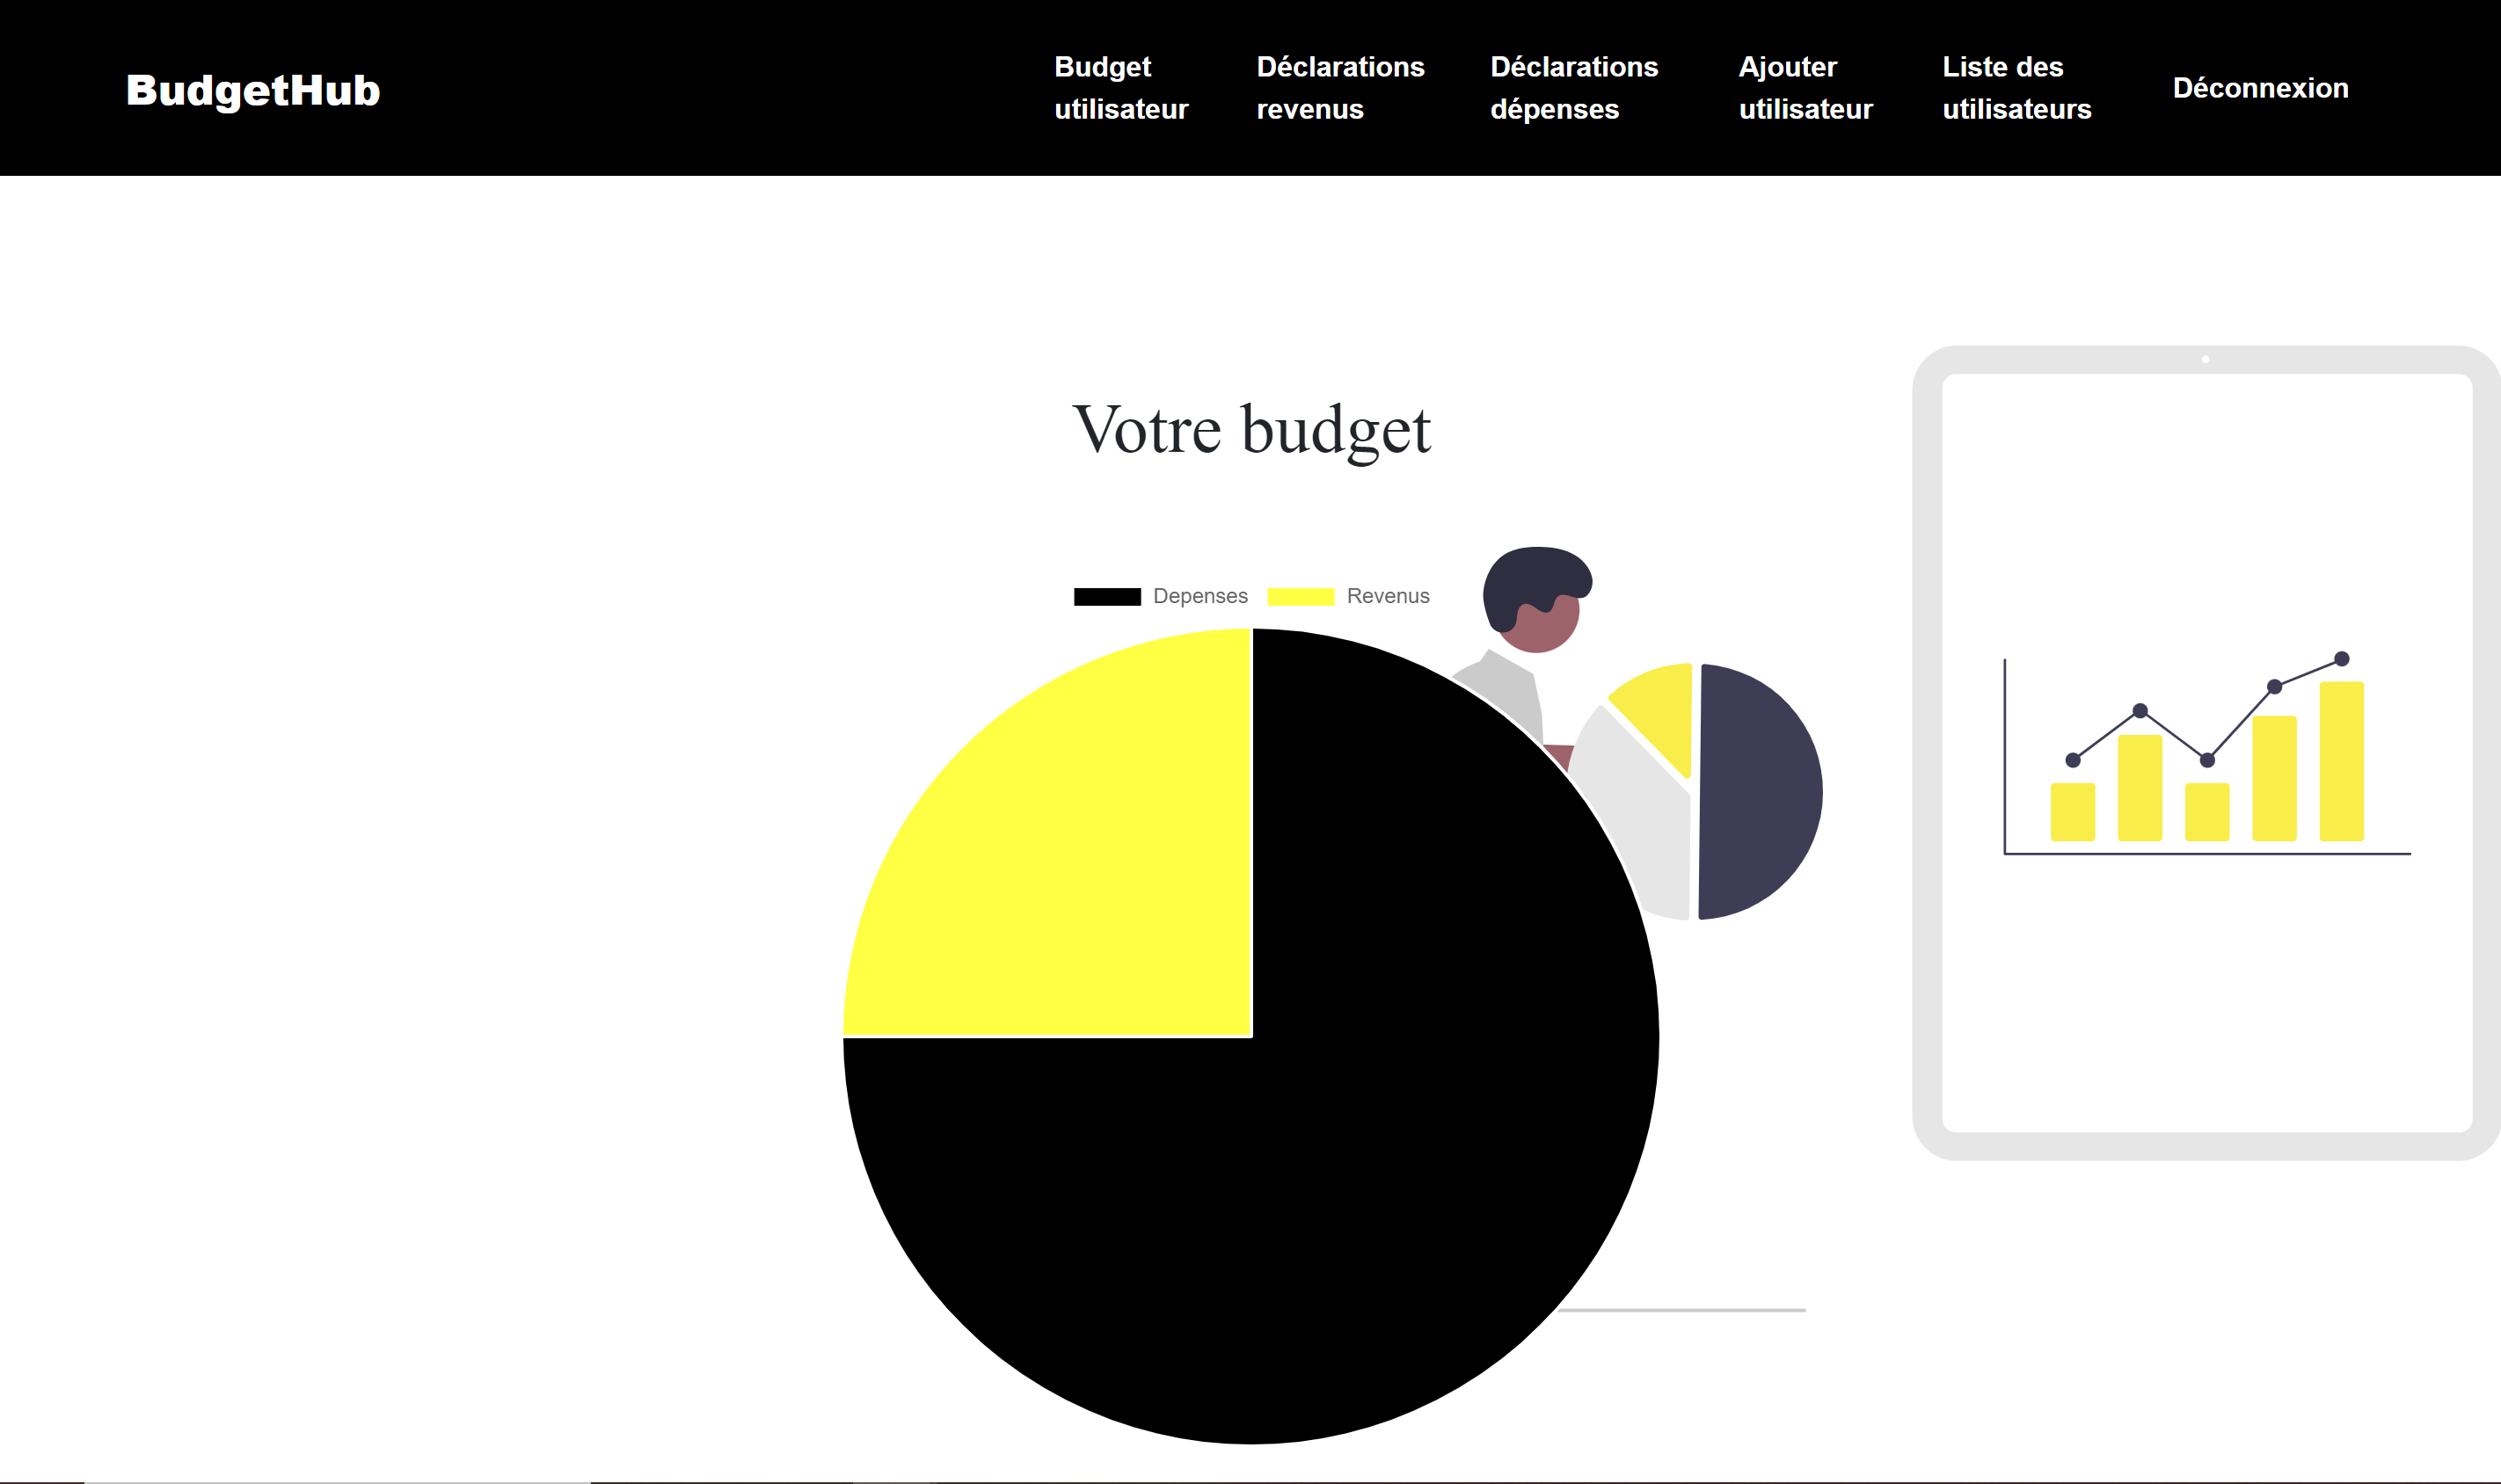 BudgetHub
Budget
utilisateur
Déclarations
revenus
Déclarations
dépenses
Ajouter
utilisateur
Liste des
utilisateurs
Déconnexion
Votre budget
Depenses
Revenus